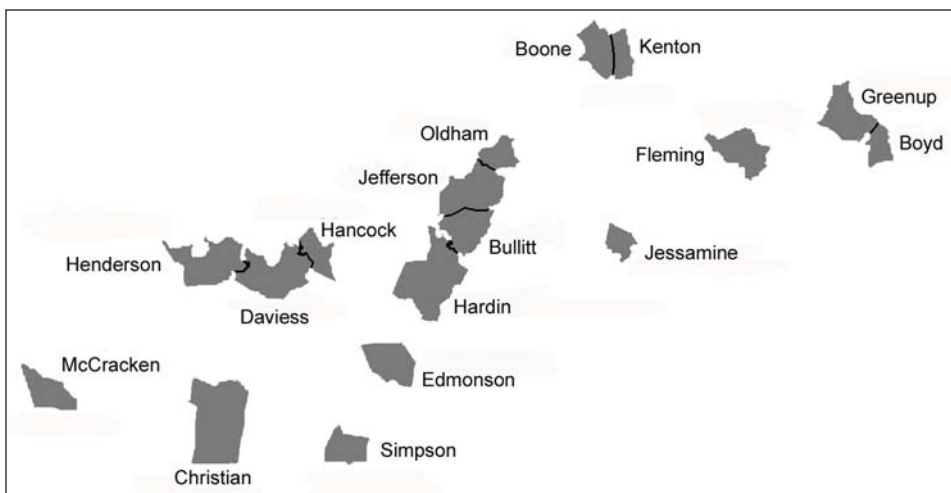 Boone
Kenton
Greenup
Oldham
Fleming
Boyd
Jefferson
Hancock
Bullitt
Jessamine
Henderson
Hardin
Daviess
McCracken
Edmonson
Simpson
Christian